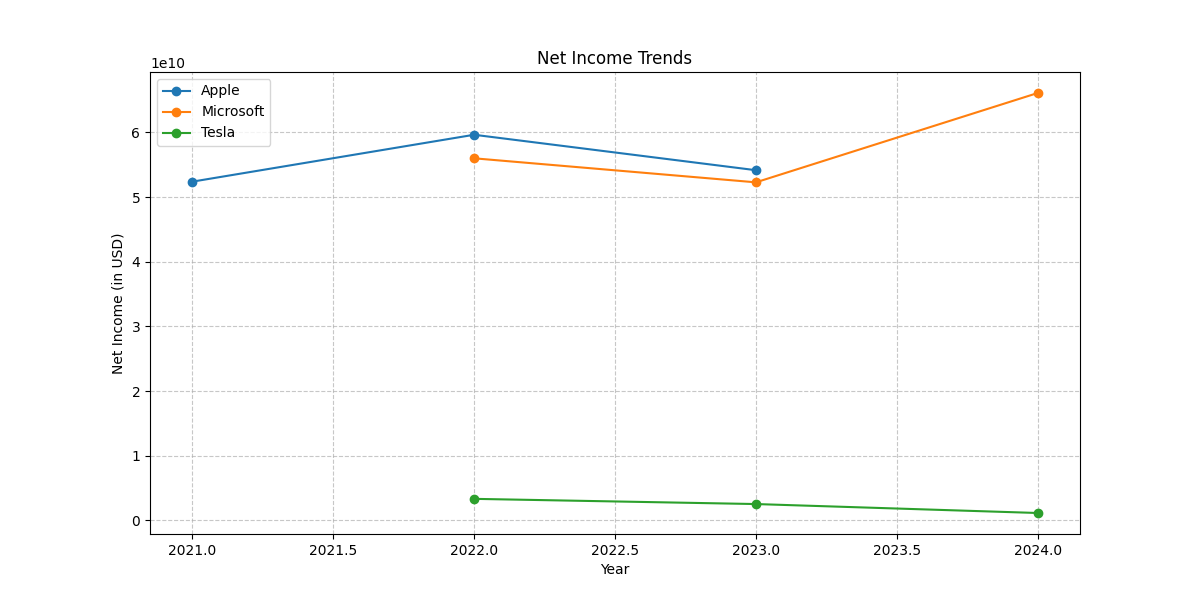 Net Income Trends
1e10
Apple
Microsoft
Tesla
6
5
4
3
2
1
0
Net Income (in USD)
2021.0 2021.5 2022.0 2022.5 2023.0 2023.5 2024.0
Year